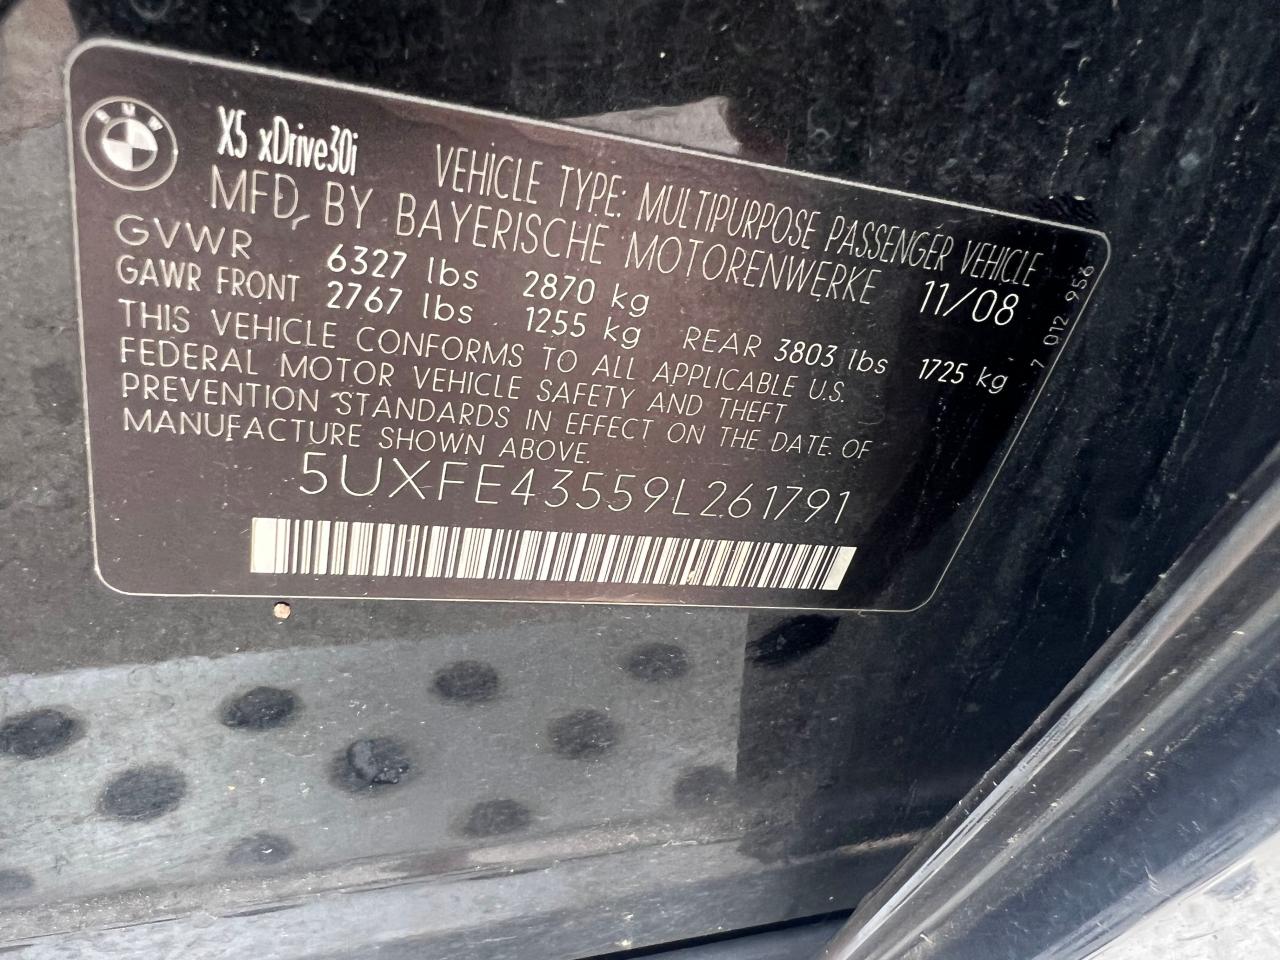 BMW
X5 xDrive30i VEHICLE TYPE: MULTIPURPOSE PASSENGER VEHICLE
MFD. BY BAYERISCHE MOTORENWERKE 11/08
GVWR 6327 lbs 2870 kg
GAWR FRONT 2767 lbs 1255 kg REAR 3803 lbs 1725 kg
THIS VEHICLE CONFORMS TO ALL APPLICABLE U.S.
FEDERAL MOTOR VEHICLE SAFETY AND THEFT
PREVENTION STANDARDS IN EFFECT ON THE DATE OF
MANUFACTURE SHOWN ABOVE.
5UXFE43559L261791
7 012 956